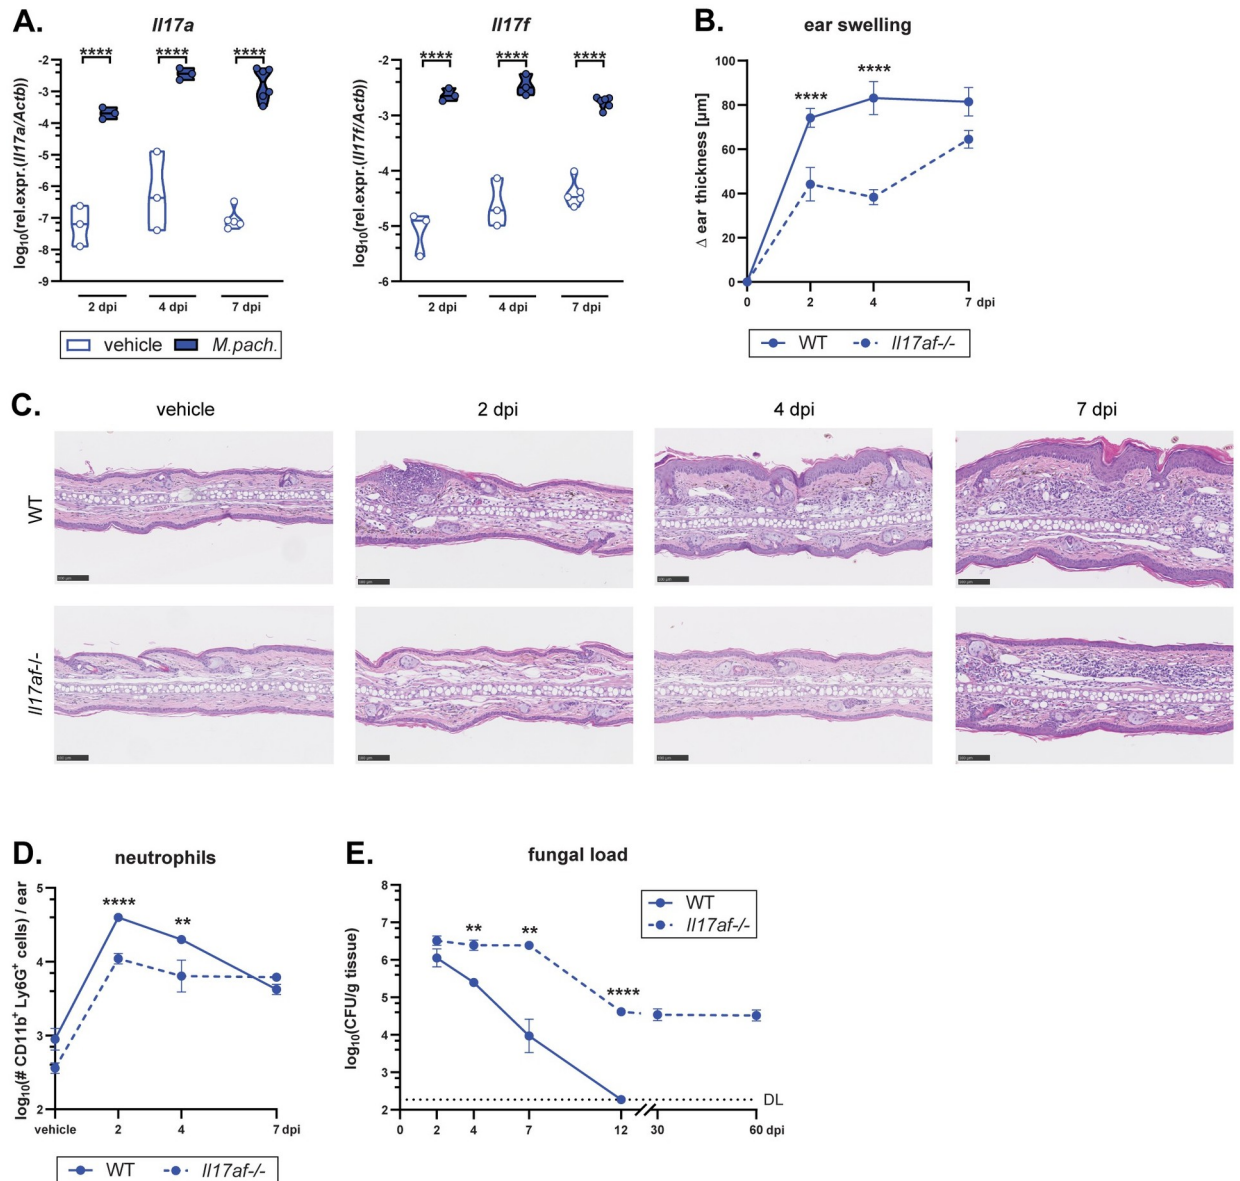 A.
Il17a
Il17f
**** **** ****
**** **** ****
log10(rel.expr.(Il17a/Actb))
-2
-3
-4
-5
-6
-7
-8
-9
2 dpi 4 dpi 7 dpi
log10(rel.expr.(Il17f/Actb))
-2
-3
-4
-5
-6
2 dpi 4 dpi 7 dpi
vehicle M.pach.
B.
ear swelling
Δ ear thickness [µm]
100
80
60
40
20
0
**** ****
0 2 4 7 dpi
WT Il17af-/-
C.
vehicle 2 dpi 4 dpi 7 dpi
WT
Il17af-/-
D.
neutrophils
log10(# CD11b+ Ly6G+ cells) / ear
5
4
3
2
**** **
vehicle 2 4 7 dpi
WT Il17af-/-
E.
fungal load
log10(CFU/g tissue)
8
7
6
5
4
3
2
** ** ****
WT
Il17af-/-
DL
0 2 4 7 12 30 60 dpi